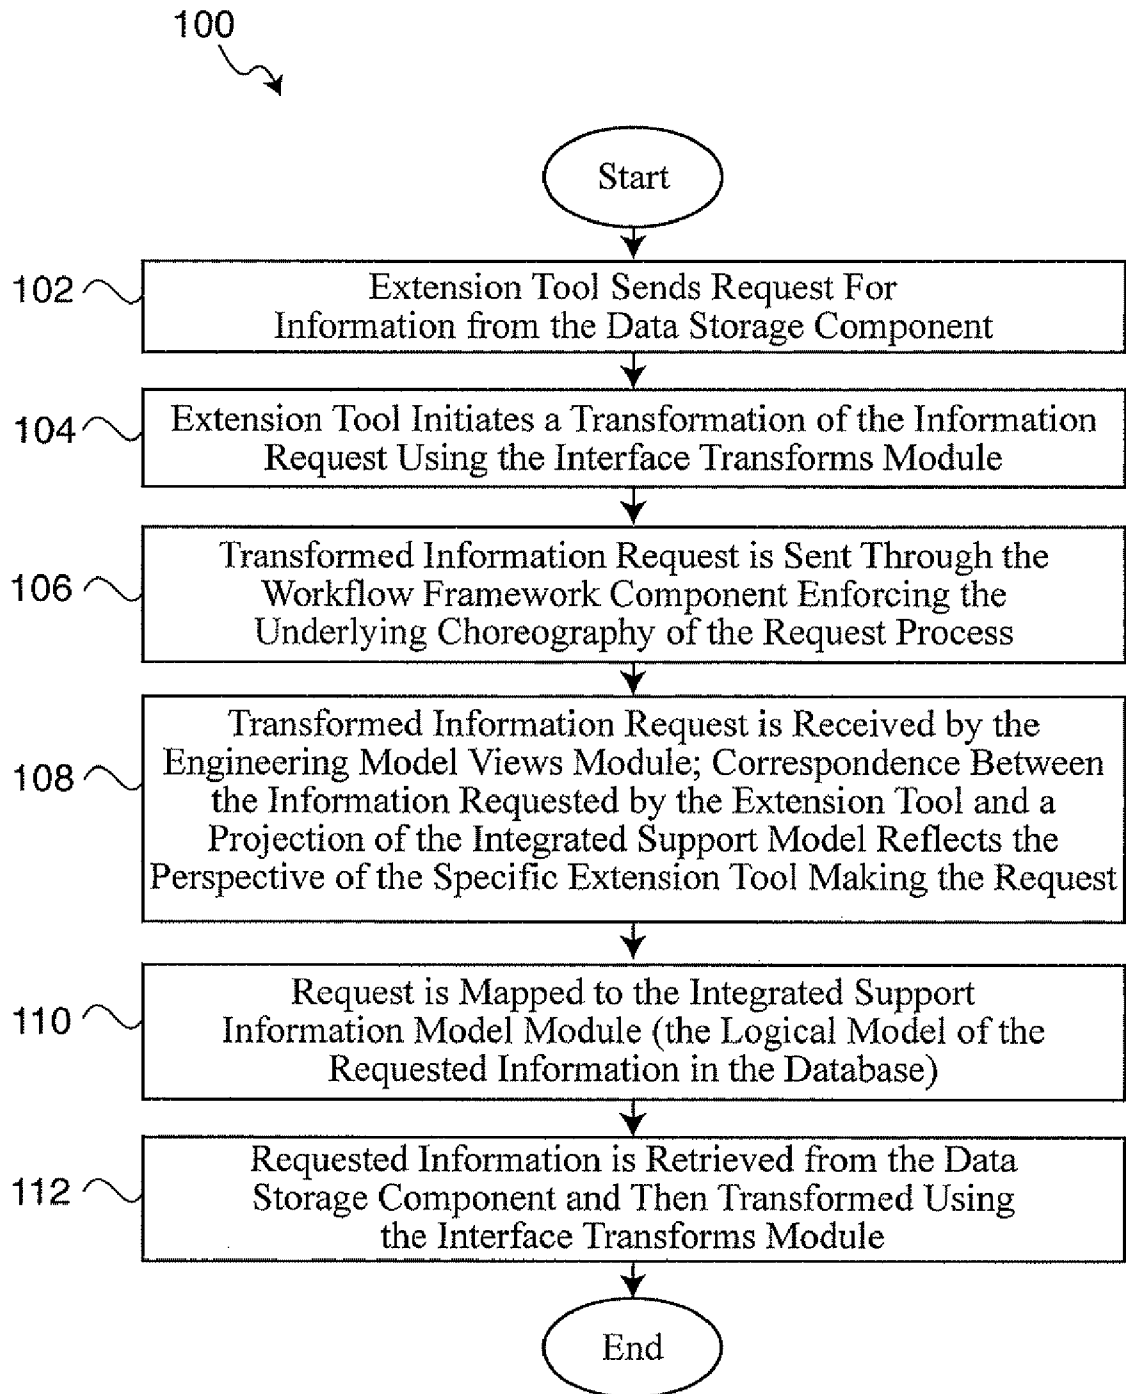 100
Start
102
Extension Tool Sends Request For
Information from the Data Storage Component
104
Extension Tool Initiates a Transformation of the Information
Request Using the Interface Transforms Module
106
Transformed Information Request is Sent Through the
Workflow Framework Component Enforcing the
Underlying Choreography of the Request Process
108
Transformed Information Request is Received by the
Engineering Model Views Module; Correspondence Between
the Information Requested by the Extension Tool and a
Projection of the Integrated Support Model Reflects the
Perspective of the Specific Extension Tool Making the Request
110
Request is Mapped to the Integrated Support
Information Model Module (the Logical Model of the
Requested Information in the Database)
112
Requested Information is Retrieved from the Data
Storage Component and Then Transformed Using
the Interface Transforms Module
End